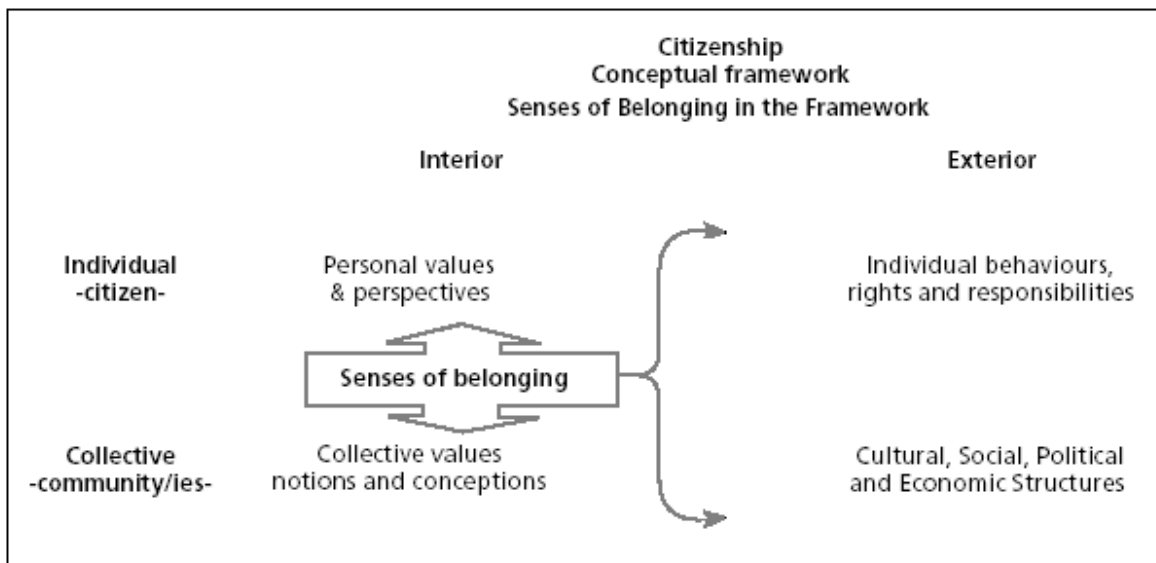 Citizenship
Conceptual framework
Senses of Belonging in the Framework
Interior
Exterior
Individual
-citizen-
Personal values
& perspectives
Individual behaviours,
rights and responsibilities
Senses of belonging
Collective
-community/ies-
Collective values
notions and conceptions
Cultural, Social, Political
and Economic Structures